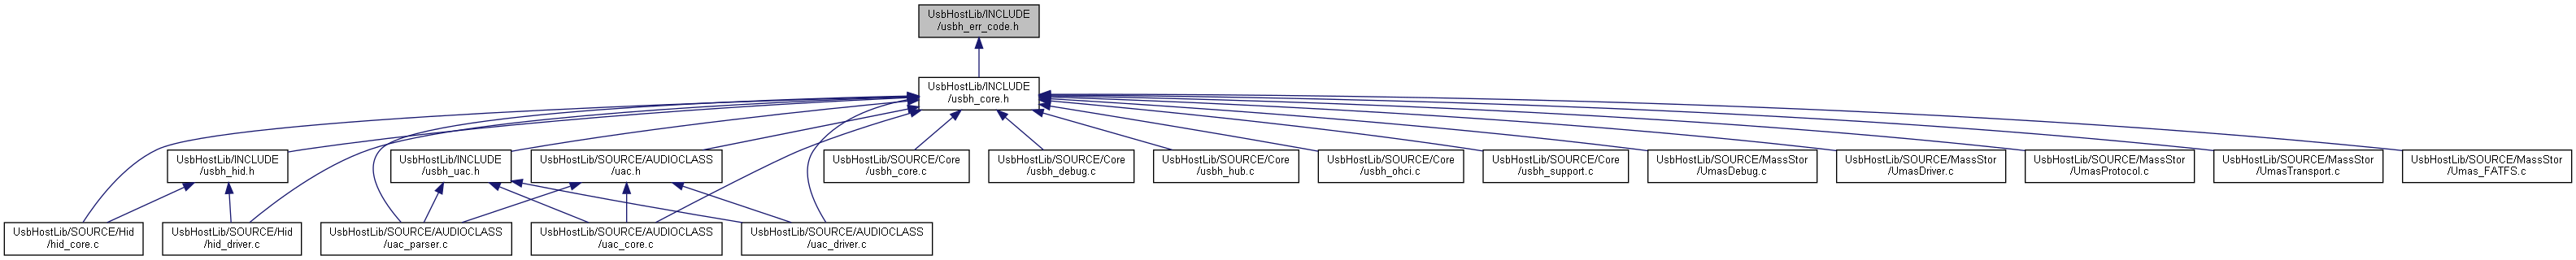 UsbHostLib/INCLUDE
/usbh_err_code.h
UsbHostLib/INCLUDE
/usbh_core.h
UsbHostLib/INCLUDE
/usbh_hid.h
UsbHostLib/INCLUDE
/usbh_uac.h
UsbHostLib/SOURCE/AUDIOCLASS
/uac.h
UsbHostLib/SOURCE/Core
/usbh_core.c
UsbHostLib/SOURCE/Core
/usbh_debug.c
UsbHostLib/SOURCE/Core
/usbh_hub.c
UsbHostLib/SOURCE/Core
/usbh_ohci.c
UsbHostLib/SOURCE/Core
/usbh_support.c
UsbHostLib/SOURCE/MassStor
/UmasDebug.c
UsbHostLib/SOURCE/MassStor
/UmasDriver.c
UsbHostLib/SOURCE/MassStor
/UmasProtocol.c
UsbHostLib/SOURCE/MassStor
/UmasTransport.c
UsbHostLib/SOURCE/MassStor
/Umas_FATFS.c
UsbHostLib/SOURCE/Hid
/hid_core.c
UsbHostLib/SOURCE/Hid
/hid_driver.c
UsbHostLib/SOURCE/AUDIOCLASS
/uac_parser.c
UsbHostLib/SOURCE/AUDIOCLASS
/uac_core.c
UsbHostLib/SOURCE/AUDIOCLASS
/uac_driver.c